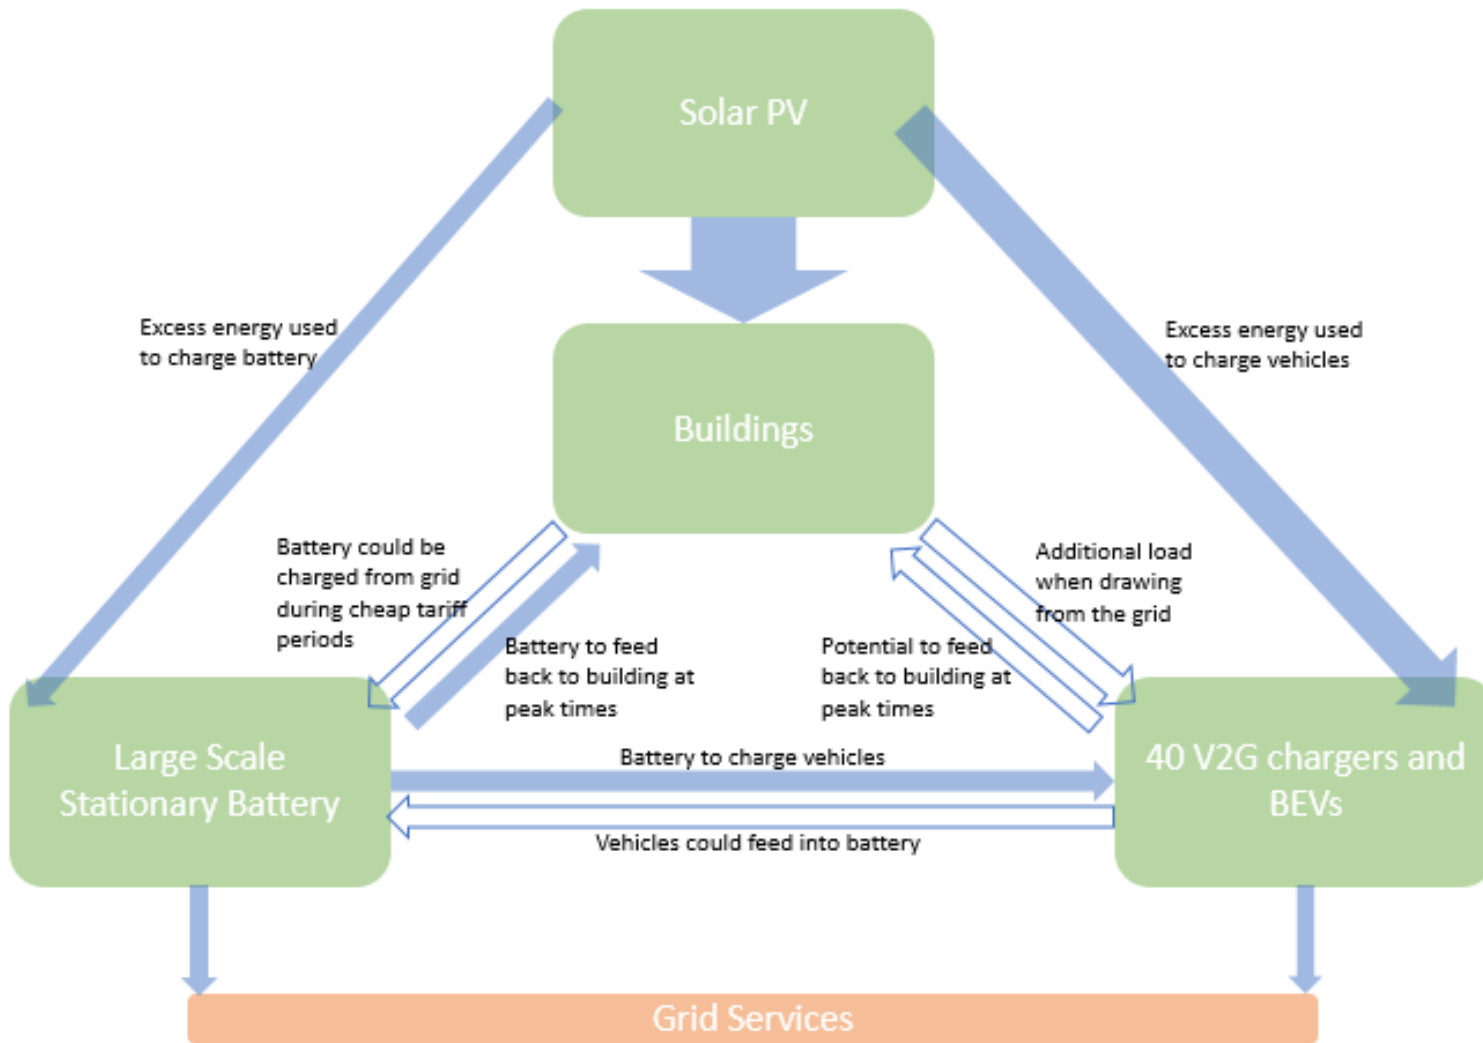 Solar PV
Excess energy used
to charge battery
Excess energy used
to charge vehicles
Buildings
Battery could be
charged from grid
during cheap tariff
periods
Additional load
when drawing
from the grid
Battery to feed
back to building at
peak times
Potential to feed
back to building at
peak times
Large Scale
Stationary Battery
Battery to charge vehicles
40 V2G chargers and
BEVs
Vehicles could feed into battery
Grid Services